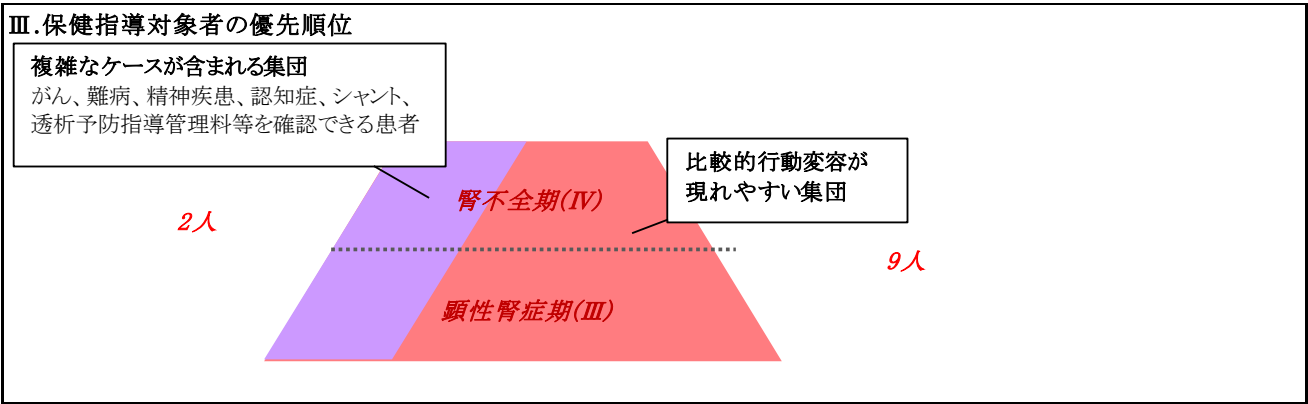 Ⅲ.保健指導対象者の優先順位
複雑なケースが含まれる集団
がん、難病、精神疾患、認知症、シャント、
透析予防指導管理料等を確認できる患者
比較的行動変容が
現れやすい集団
腎不全期(Ⅳ)
2人
9人
顕性腎症期(Ⅲ)